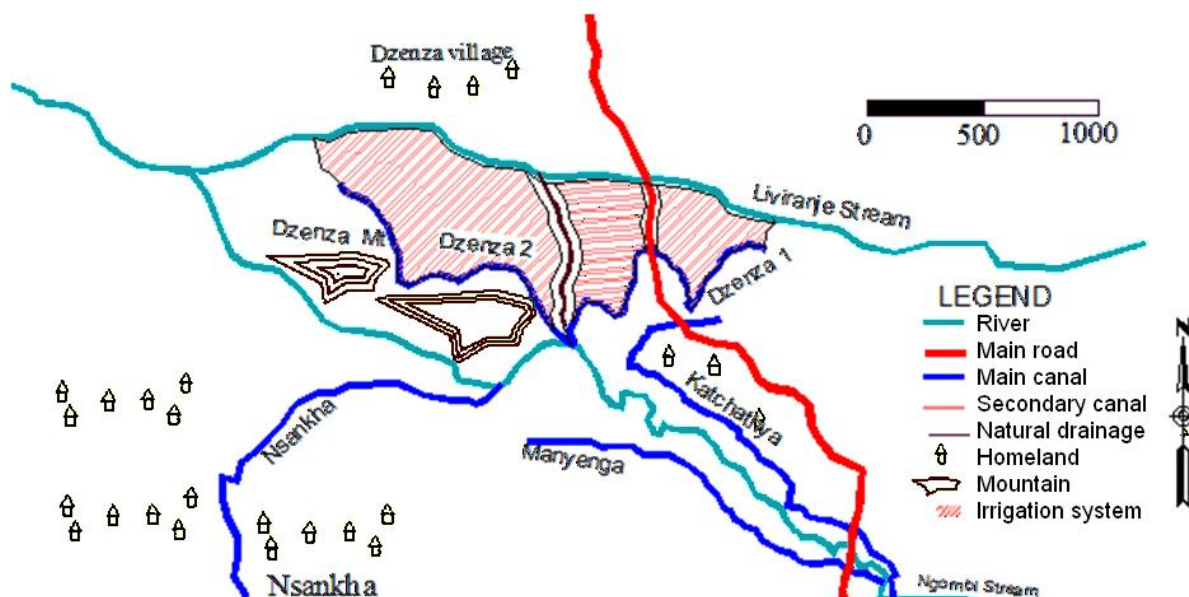 Dzenza village
0 500 1000
Liviranje Stream
Dzenza Mt
Dzenza 2
Dzenza 1
LEGEND
River
Main road
Main canal
Secondary canal
Natural drainage
Homeland
Mountain
Irrigation system
N
Katchathya
Nsankha
Manyenga
Nsankha
Ngombi Stream